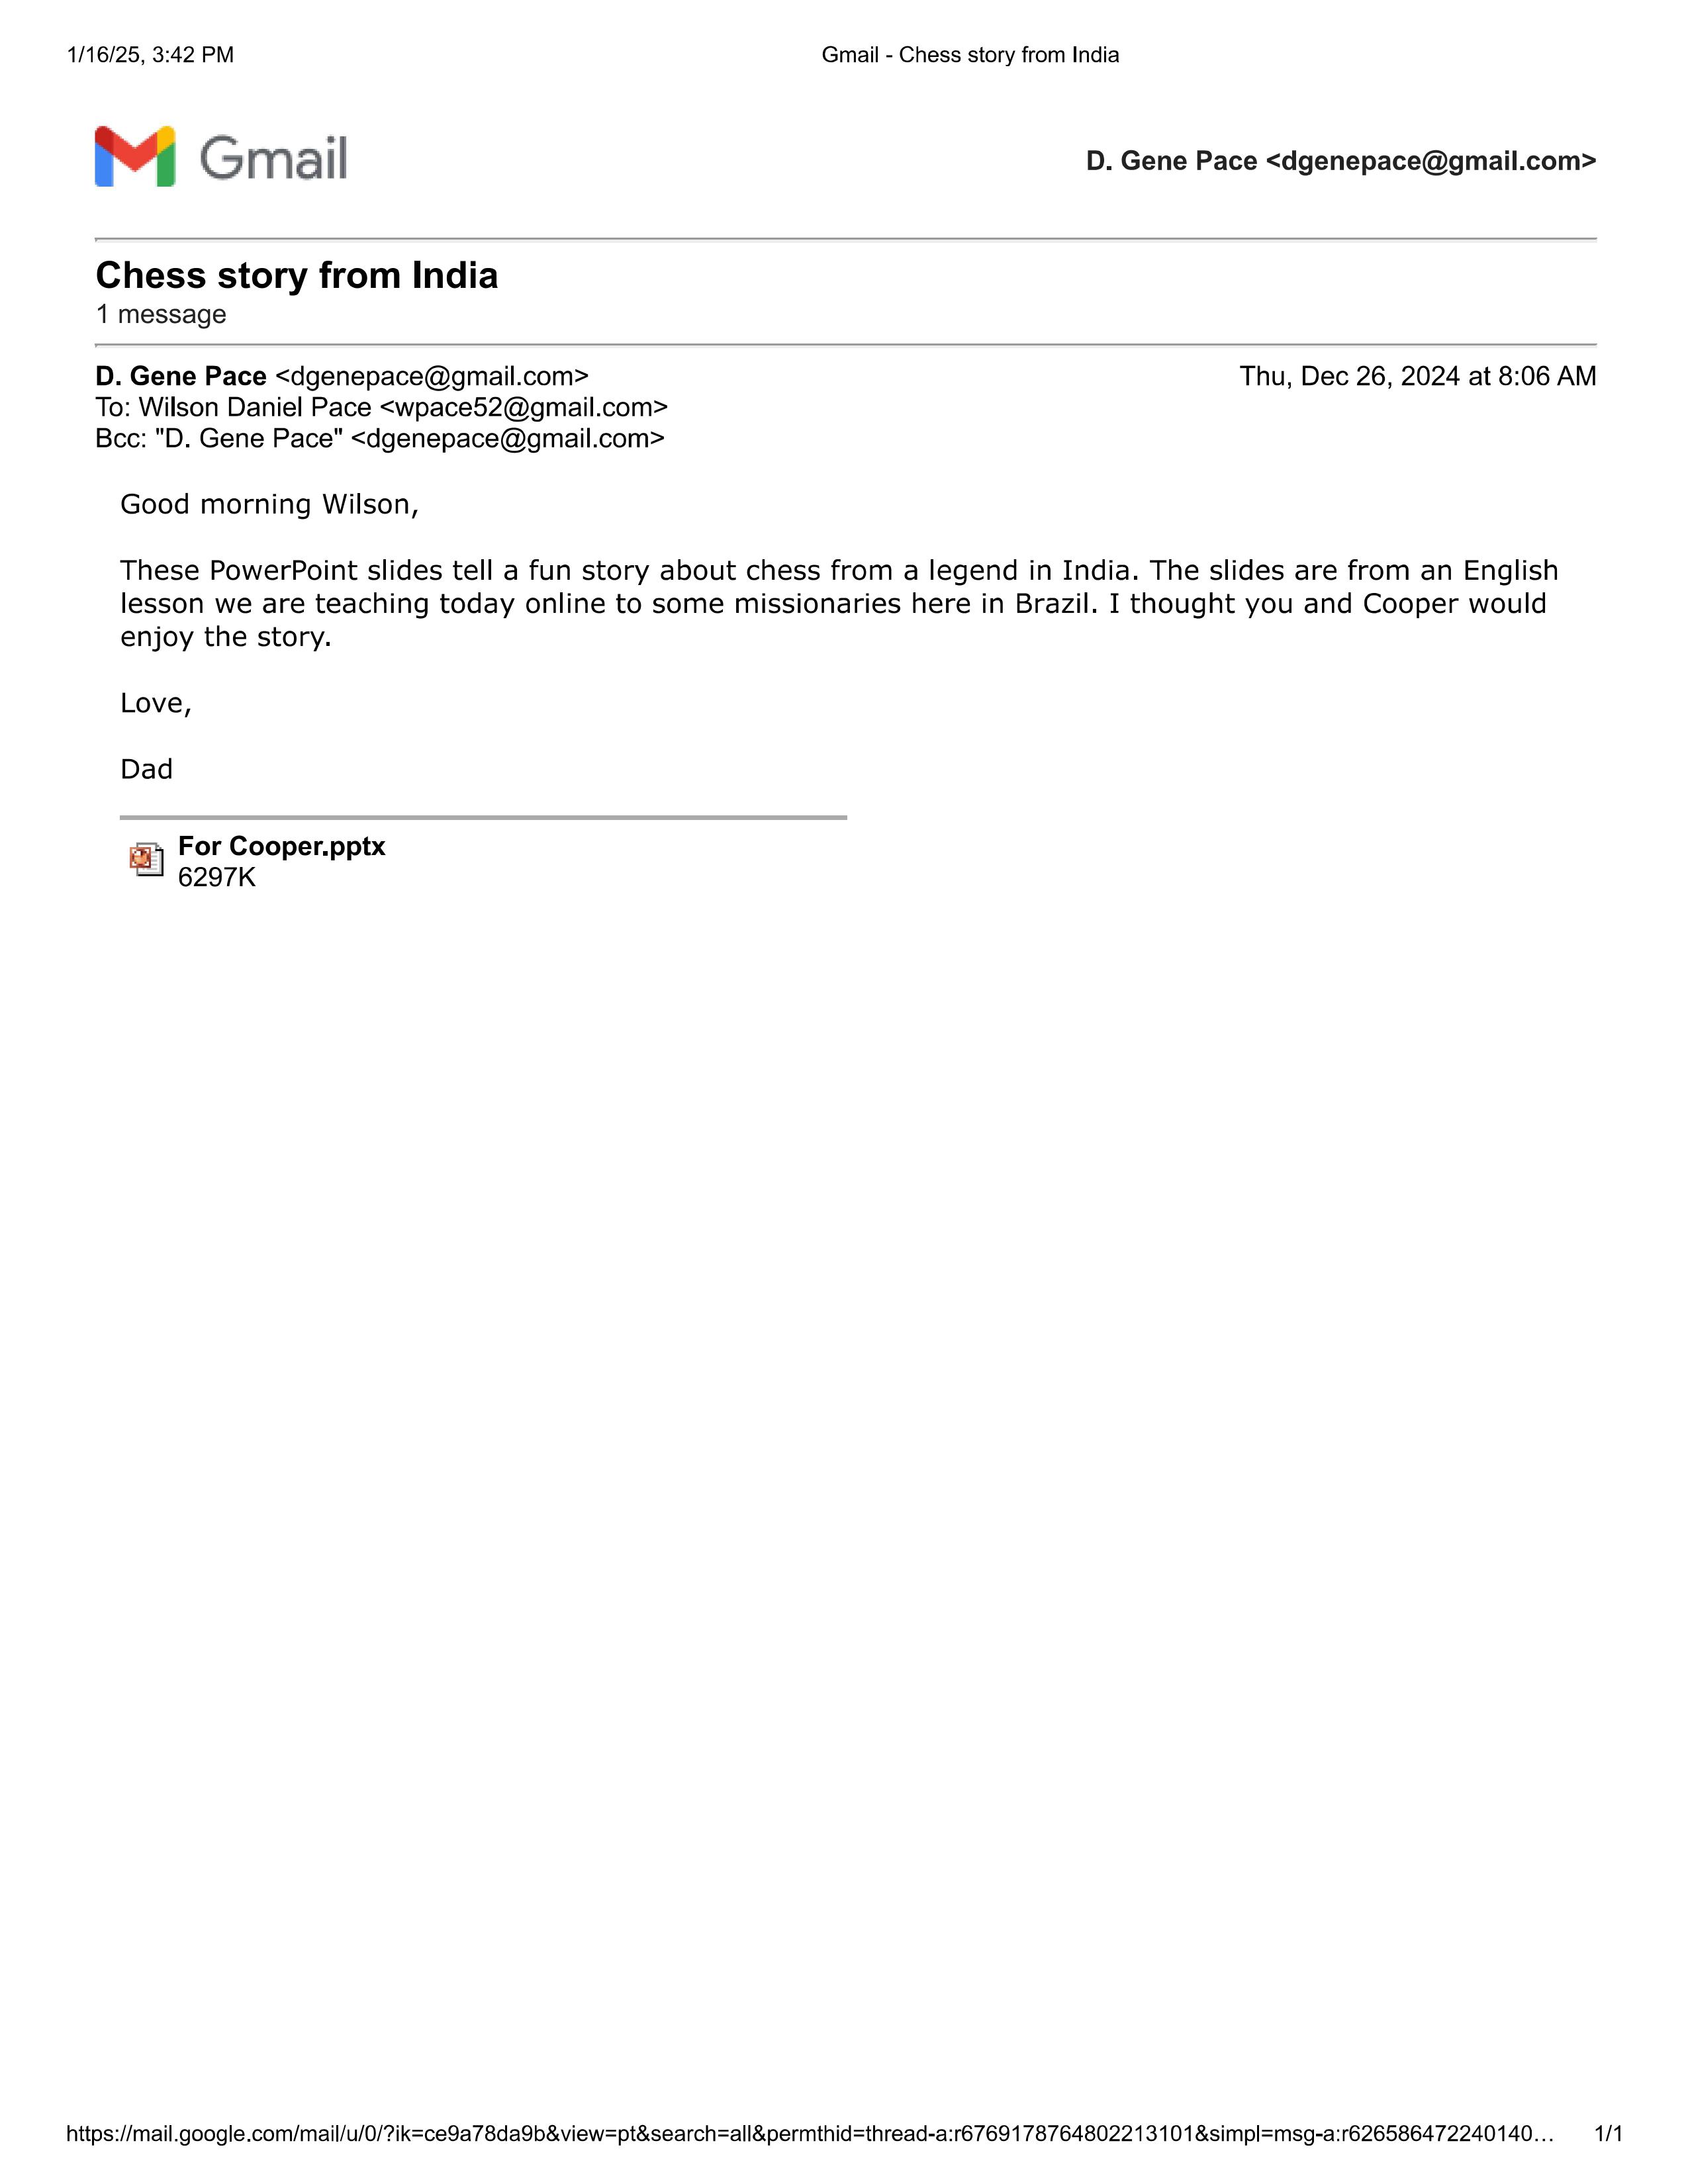 1/16/25, 3:42 PM
Gmail - Chess story from India
Gmail
D. Gene Pace <dgenepace@gmail.com>
Chess story from India
1 message
D. Gene Pace <dgenepace@gmail.com>
Thu, Dec 26, 2024 at 8:06 AM
To: Wilson Daniel Pace <wpace52@gmail.com>
Bcc: "D. Gene Pace" <dgenepace@gmail.com>
Good morning Wilson,
These PowerPoint slides tell a fun story about chess from a legend in India. The slides are from an English
lesson we are teaching today online to some missionaries here in Brazil. I thought you and Cooper would
enjoy the story.
Love,
Dad
For Cooper.pptx
6297K
https://mail.google.com/mail/u/0/?ik=ce9a78da9b&view=pt&search=all&permthid=thread-a:r6769178764802213101&simpl=msg-a:r626586472240140…
1/1